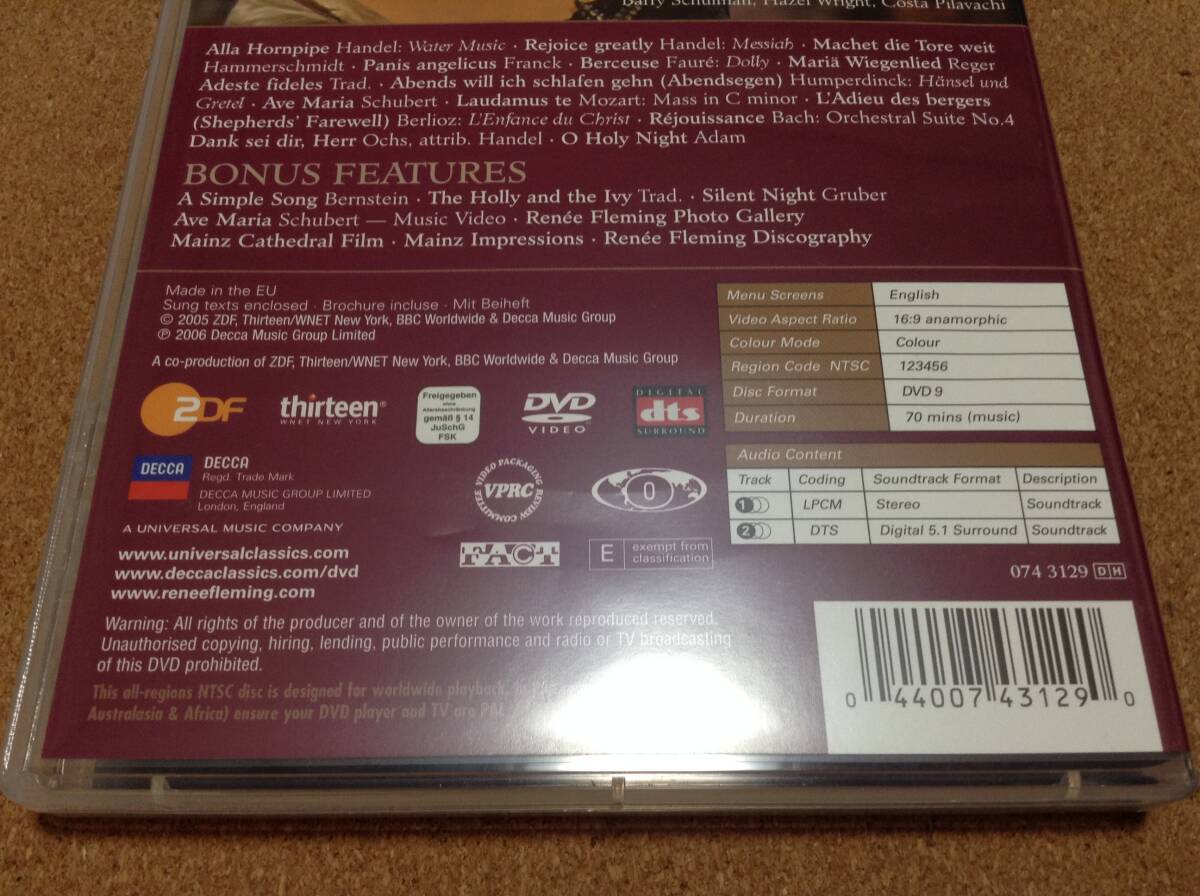 Barry Schulman, Hazel Wright, Costa Pilavachi
Alla Hornpipe Handel: Water Music · Rejoice greatly Handel: Messiah · Machet die Tore weit
Hammerschmidt · Panis angelicus Franck · Berceuse Fauré: Dolly · Mariä Wiegenlied Reger
Adeste fideles Trad. · Abends will ich schlafen gehn (Abendsegen) Humperdinck: Hänsel und
Gretel · Ave Maria Schubert · Laudamus te Mozart: Mass in C minor · L'Adieu des bergers
(Shepherds' Farewell) Berlioz: L'Enfance du Christ · Réjouissance Bach: Orchestral Suite No.4
Dank sei dir, Herr Ochs, attrib. Handel · O Holy Night Adam
BONUS FEATURES
A Simple Song Bernstein · The Holly and the Ivy Trad. · Silent Night Gruber
Ave Maria Schubert — Music Video · Renée Fleming Photo Gallery
Mainz Cathedral Film · Mainz Impressions · Renée Fleming Discography
Made in the EU
Sung texts enclosed · Brochure incluse · Mit Beiheft
© 2005 ZDF, Thirteen/WNET New York, BBC Worldwide & Decca Music Group
℗ 2006 Decca Music Group Limited
A co-production of ZDF, Thirteen/WNET New York, BBC Worldwide & Decca Music Group
Menu Screens English
Video Aspect Ratio 16:9 anamorphic
Colour Mode Colour
Region Code NTSC 123456
Disc Format DVD 9
Duration 70 mins (music)
ZDF
thirteen®
WNET NEW YORK
Freigegeben
ohne
Altersbeschränkung
gemäß § 14
JuSchG
FSK
DVD
VIDEO
DIGITAL
dts
SURROUND
Audio Content
Track Coding Soundtrack Format Description
1 LPCM Stereo Soundtrack
2 DTS Digital 5.1 Surround Soundtrack
DECCA
DECCA
Regd. Trade Mark
DECCA MUSIC GROUP LIMITED
London, England
A UNIVERSAL MUSIC COMPANY
VIDEO PACKAGING REVIEW COMMITTEE
VPRC
0
FACT
E exempt from
classification
www.universalclassics.com
www.deccaclassics.com/dvd
www.reneefleming.com
074 3129 DH
Warning: All rights of the producer and of the owner of the work reproduced reserved.
Unauthorised copying, hiring, lending, public performance and radio or TV broadcasting
of this DVD prohibited.
This all-regions NTSC disc is designed for worldwide playback. In
Australasia & Africa) ensure your DVD player and TV are PAL
0 44007 43129 0